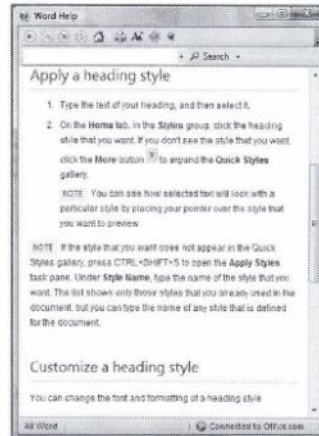 Word Help
Search
Apply a heading style
1. Type the text of your heading, and then select it.
2. On the Home tab, in the Styles group, click the heading
style that you want. If you don't see the style that you want,
click the More button to expand the Quick Styles
gallery.
NOTE You can see how selected text will look with a
particular style by placing your pointer over the style that
you want to preview
NOTE If the style that you want does not appear in the Quick
Styles gallery, press CTRL+SHIFT+S to open the Apply Styles
task pane. Under Style Name, type the name of the style that you
want. The list shows only those styles that you already used in the
document, but you can type the name of any style that is defined
for the document.
Customize a heading style
You can change the font and formatting of a heading style
All Word
Connected to Office.com